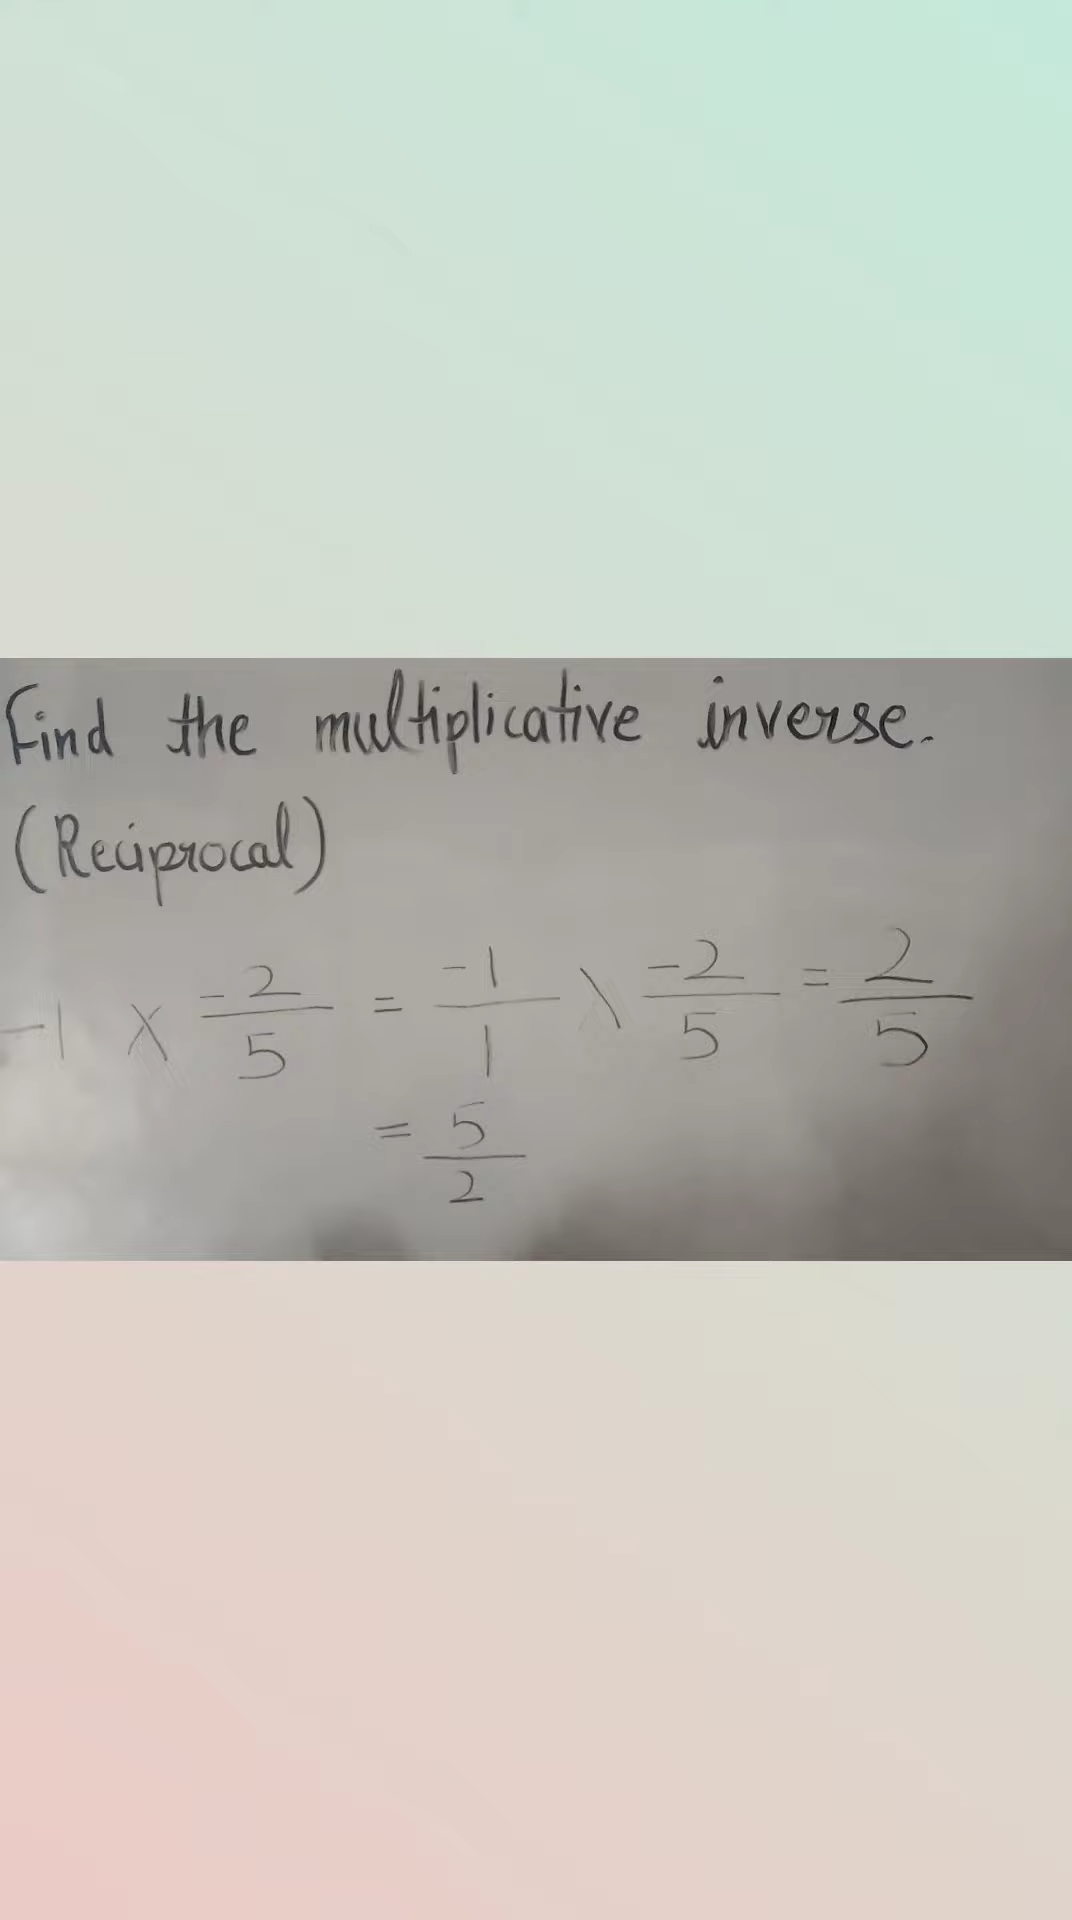 Find the multiplicative inverse.
(Reciprocal)
-1 × -2/5 = -1/1 × -2/5 = 2/5
= 5/2